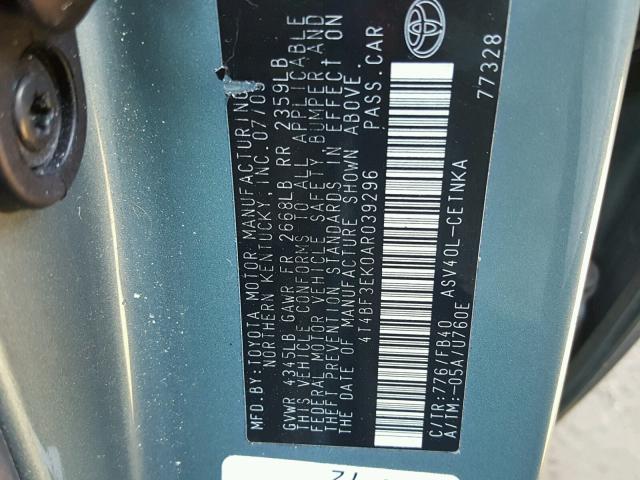 MFD. BY: TOYOTA MOTOR MANUFACTURING
NORTHERN KENTUCKY, INC. 07/0
GVWR 4345LB GAWR FR 2668LB RR 2359LB
THIS VEHICLE CONFORMS TO ALL APPLICABLE
FEDERAL MOTOR VEHICLE SAFETY BUMPER AND
THEFT PREVENTION STANDARDS IN EFFECT ON
THE DATE OF MANUFACTURE SHOWN ABOVE.
4T4BF3EK0AR039296 PASS. CAR
C/TR: 776/FB40 ASV40L-CETNKA
A/TM: -05A/U760E
77328